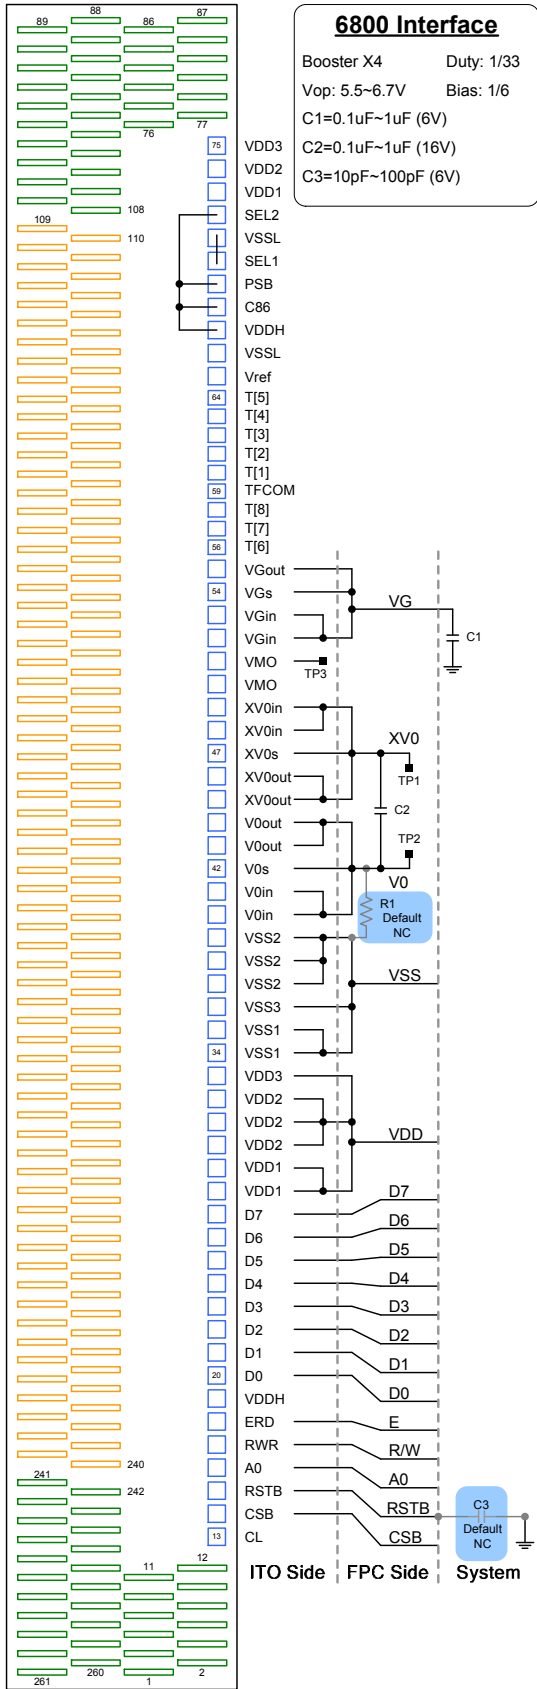 6800 Interface
Booster X4 Duty: 1/33
Vop: 5.5~6.7V Bias: 1/6
C1=0.1uF~1uF (6V)
C2=0.1uF~1uF (16V)
C3=10pF~100pF (6V)
88 87
89 86
76 77
75 VDD3
VDD2
VDD1
108 SEL2
109
110 VSSL
SEL1
PSB
C86
VDDH
VSSL
Vref
64 T[5]
T[4]
T[3]
T[2]
T[1]
59 TFCOM
T[8]
T[7]
56 T[6]
VGout
54 VGs
VG
VGin
VGin C1
VMO
TP3
VMO
XV0in
XV0in
XV0
47 XV0s
XV0out TP1
XV0out
C2
V0out
TP2
V0out
42 V0s
V0
V0in
R1
V0in Default
NC
VSS2
VSS2
VSS
VSS2
VSS3
VSS1
34 VSS1
VDD3
VDD2
VDD2
VDD
VDD2
VDD1
VDD1
D7
D7
D6
D6
D5
D5
D4 D4
D3 D3
D2 D2
D1 D1
20 D0
D0
VDDH
ERD E
RWR R/W
240 A0 A0
241
242 RSTB RSTB C3
CSB Default
13 CL CSB NC
12
11 ITO Side FPC Side System
261 260 1 2